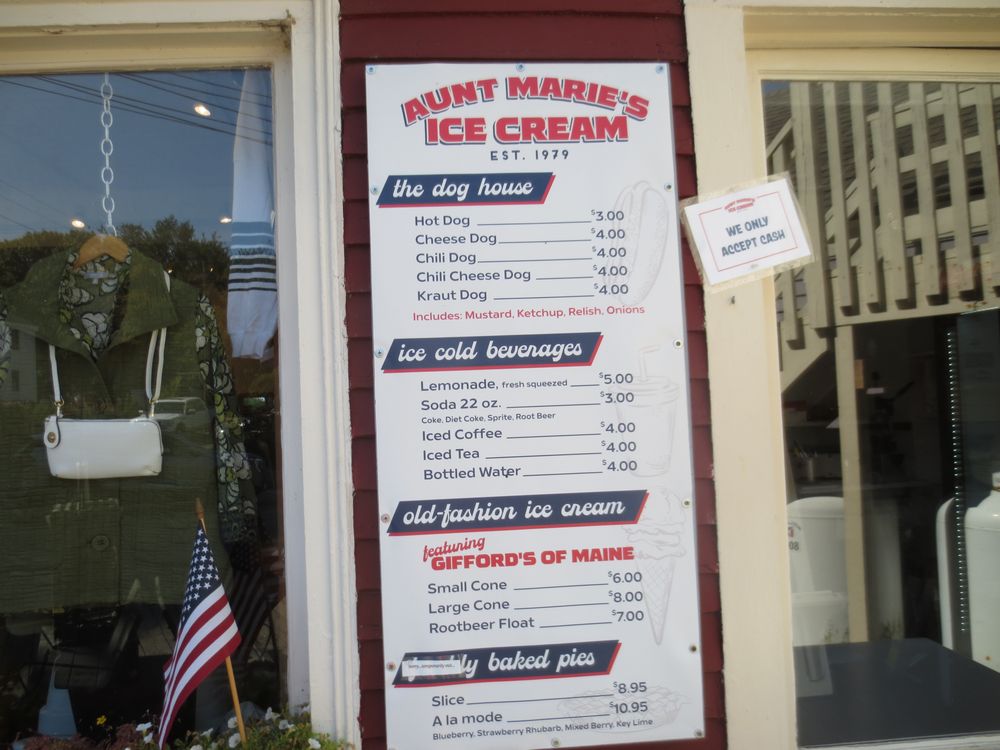 AUNT MARIE'S
ICE CREAM
EST. 1979
the dog house
Hot Dog $3.00
Cheese Dog $4.00
Chili Dog $4.00
Chili Cheese Dog $4.00
Kraut Dog $4.00
Includes: Mustard, Ketchup, Relish, Onions
ice cold beverages
Lemonade, fresh squeezed $5.00
Soda 22 oz. $3.00
Coke, Diet Coke, Sprite, Root Beer
Iced Coffee $4.00
Iced Tea $4.00
Bottled Water $4.00
old-fashion ice cream
featuring
GIFFORD'S OF MAINE
Small Cone $6.00
Large Cone $8.00
Rootbeer Float $7.00
baked pies
Slice $8.95
A la mode $10.95
Blueberry, Strawberry Rhubarb, Mixed Berry, Key Lime
AUNT MARIE'S
ICE CREAM
WE ONLY
ACCEPT CASH